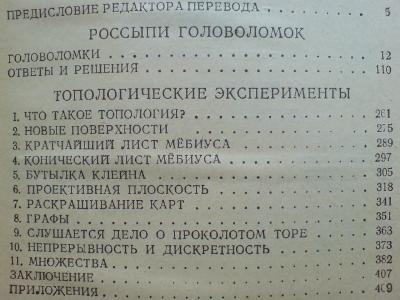 ПРЕДИСЛОВИЕ РЕДАКТОРА ПЕРЕВОДА 5
РОССЫПИ ГОЛОВОЛОМОК
ГОЛОВОЛОМКИ 12
ОТВЕТЫ И РЕШЕНИЯ 110
ТОПОЛОГИЧЕСКИЕ ЭКСПЕРИМЕНТЫ
1. ЧТО ТАКОЕ ТОПОЛОГИЯ? 261
2. НОВЫЕ ПОВЕРХНОСТИ 275
3. КРАТЧАЙШИЙ ЛИСТ МЁБИУСА 289
4. КОНИЧЕСКИЙ ЛИСТ МЁБИУСА 297
5. БУТЫЛКА КЛЕЙНА 305
6. ПРОЕКТИВНАЯ ПЛОСКОСТЬ 318
7. РАСКРАШИВАНИЕ КАРТ 341
8. ГРАФЫ 351
9. СЛУШАЕТСЯ ДЕЛО О ПРОКОЛОТОМ ТОРЕ 363
10. НЕПРЕРЫВНОСТЬ И ДИСКРЕТНОСТЬ 373
11. МНОЖЕСТВА 382
ЗАКЛЮЧЕНИЕ 407
ПРИЛОЖЕНИЯ 409